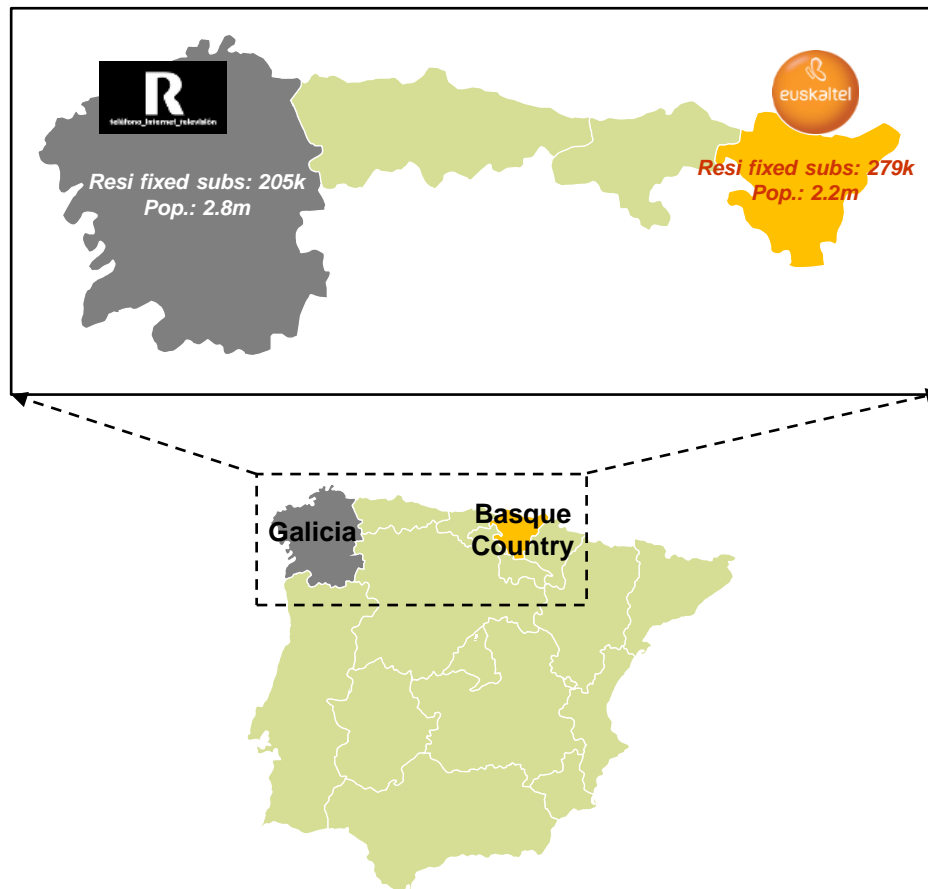 R
teléfono_internet_televisión
euskaltel
Resi fixed subs: 205k
Pop.: 2.8m
Resi fixed subs: 279k
Pop.: 2.2m
Galicia
Basque
Country